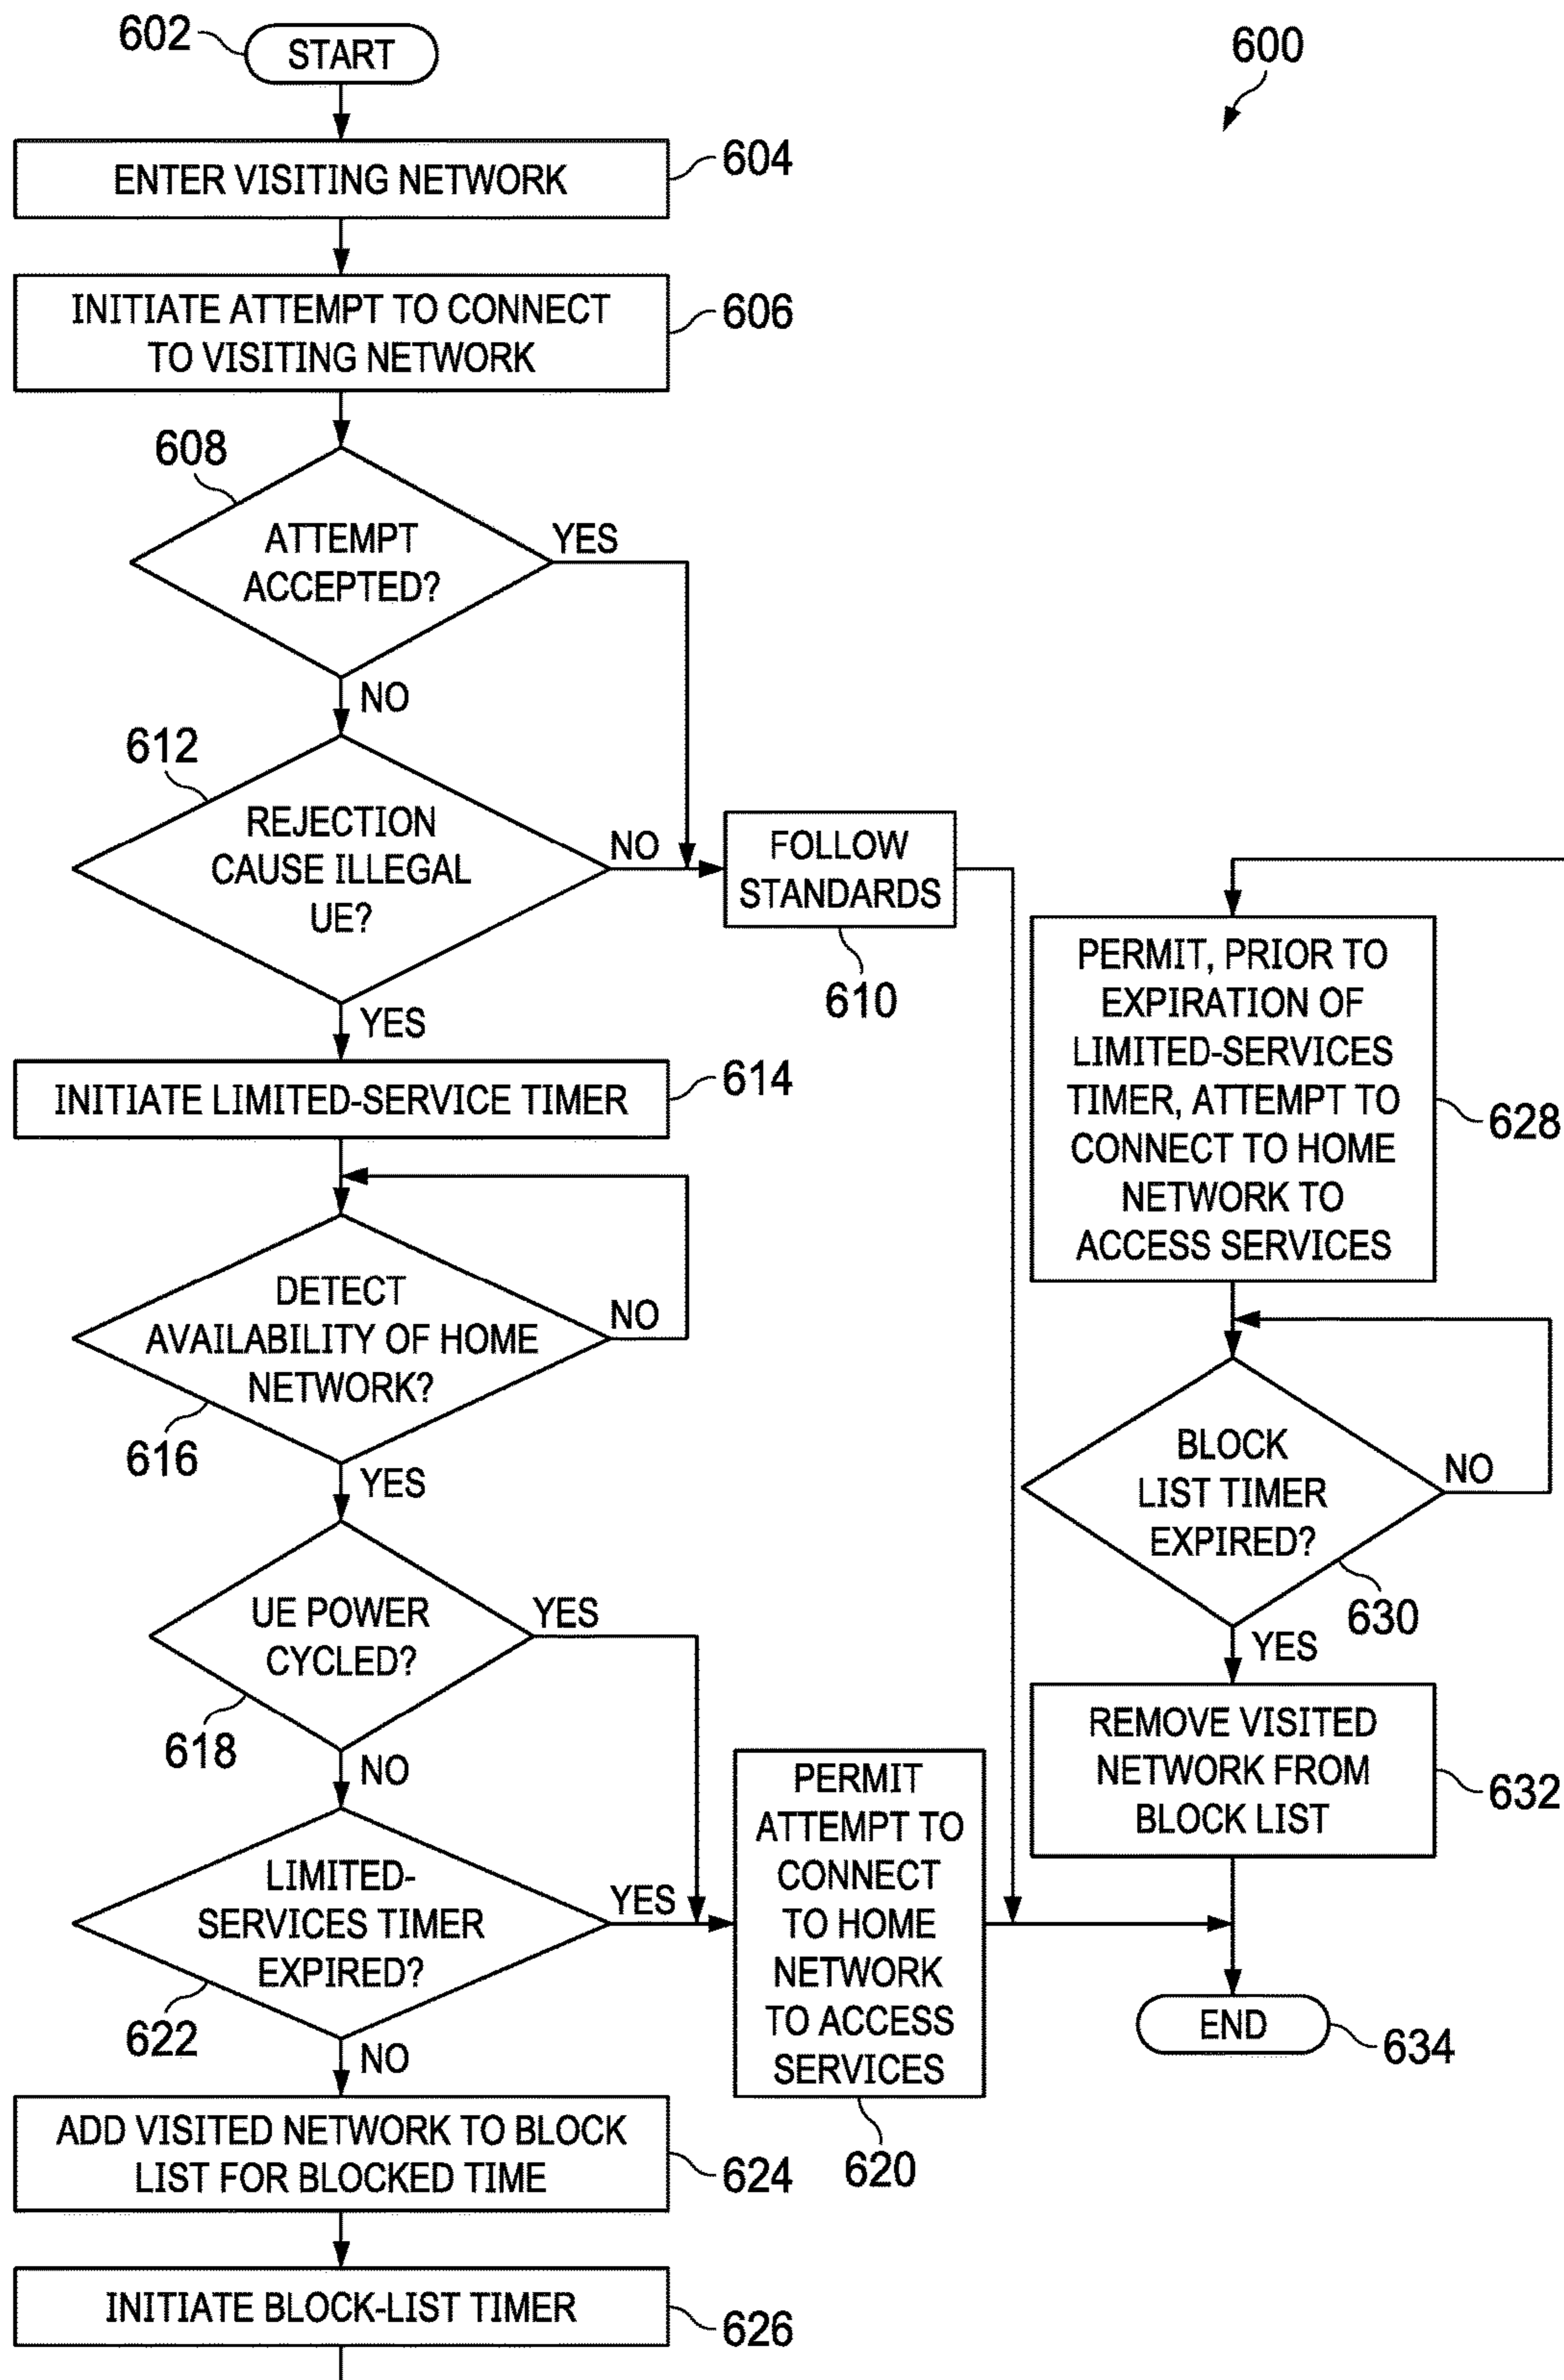 602
START
600
ENTER VISITING NETWORK
604
INITIATE ATTEMPT TO CONNECT
TO VISITING NETWORK
606
608
ATTEMPT
ACCEPTED?
YES
NO
612
REJECTION
CAUSE ILLEGAL
UE?
NO
YES
FOLLOW
STANDARDS
610
INITIATE LIMITED-SERVICE TIMER
614
DETECT
AVAILABILITY OF HOME
NETWORK?
NO
616
YES
UE POWER
CYCLED?
YES
618
NO
LIMITED-
SERVICES TIMER
EXPIRED?
YES
622
NO
PERMIT
ATTEMPT TO
CONNECT
TO HOME
NETWORK
TO ACCESS
SERVICES
620
ADD VISITED NETWORK TO BLOCK
LIST FOR BLOCKED TIME
624
INITIATE BLOCK-LIST TIMER
626
PERMIT, PRIOR TO
EXPIRATION OF
LIMITED-SERVICES
TIMER, ATTEMPT TO
CONNECT TO HOME
NETWORK TO
ACCESS SERVICES
628
BLOCK
LIST TIMER
EXPIRED?
NO
630
YES
REMOVE VISITED
NETWORK FROM
BLOCK LIST
632
END
634